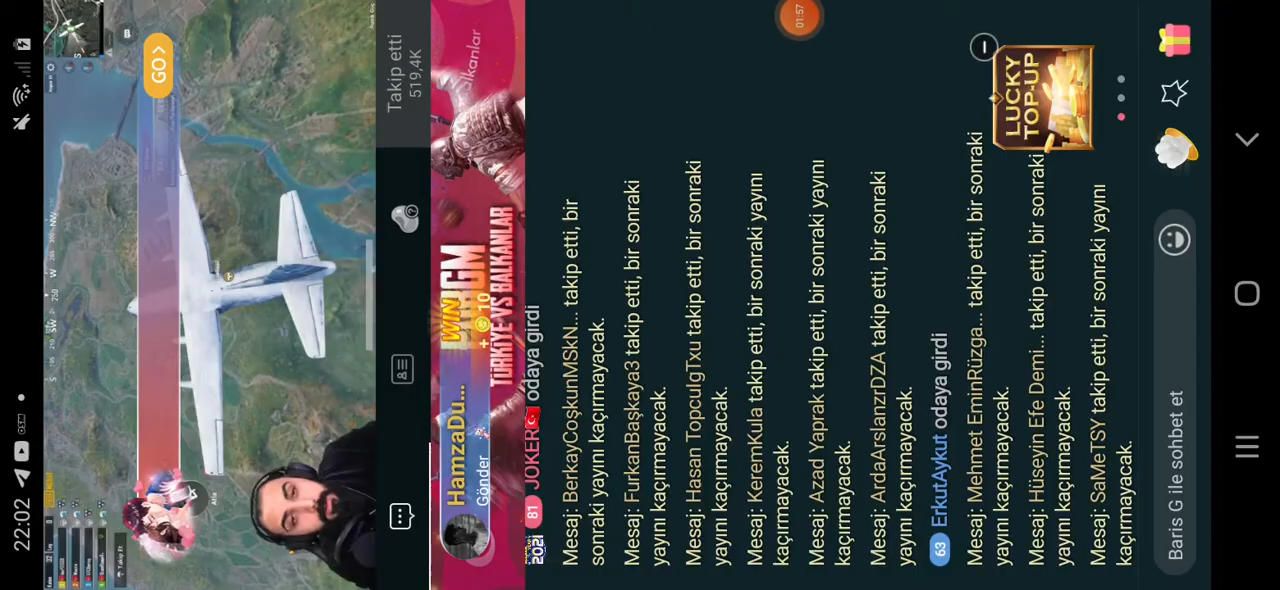 22.02
GO >
Takip Et
Takip etti
519,4K
TÜRKİYE VS BALKANLAR
HamzaDu...
Gönder
WIN
+ 10
81 JOKER odaya girdi
2021
Mesaj: BerkayCoşkunMSkN... takip etti, bir
sonraki yayını kaçırmayacak.
Mesaj: FurkanBaşkaya3 takip etti, bir sonraki
yayını kaçırmayacak.
Mesaj: Hasan TopculgTxu takip etti, bir sonraki
yayını kaçırmayacak.
Mesaj: KeremKula takip etti, bir sonraki yayını
kaçırmayacak.
Mesaj: Azad Yaprak takip etti, bir sonraki yayını
kaçırmayacak.
Mesaj: ArdaArslanzrDZA takip etti, bir sonraki
yayını kaçırmayacak.
63 ErkutAykut odaya girdi
Mesaj: Mehmet EminRüzga... takip etti, bir sonraki
yayını kaçırmayacak.
Mesaj: Hüseyin Efe Demi... takip etti, bir sonraki
yayını kaçırmayacak.
Mesaj: SaMeTSY takip etti, bir sonraki yayını
kaçırmayacak.
01:57
LUCKY
TOP-UP
Baris G ile sohbet et